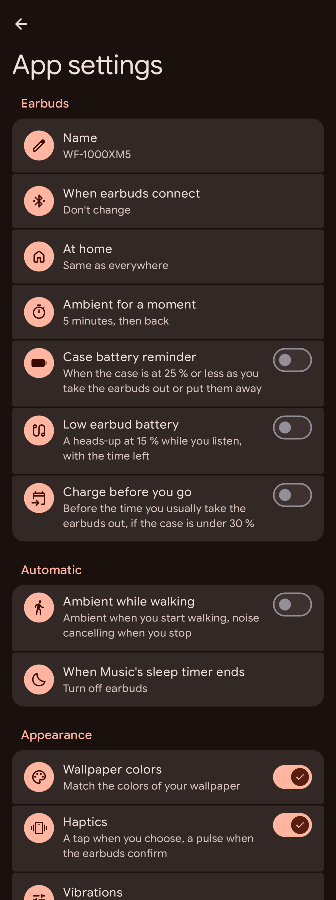 App settings
Earbuds
Name
WF-1000XM5
When earbuds connect
Don't change
At home
Same as everywhere
Ambient for a moment
5 minutes, then back
Case battery reminder
When the case is at 25 % or less as you
take the earbuds out or put them away
Low earbud battery
A heads-up at 15 % while you listen,
with the time left
Charge before you go
Before the time you usually take the
earbuds out, if the case is under 30 %
Automatic
Ambient while walking
Ambient when you start walking, noise
cancelling when you stop
When Music's sleep timer ends
Turn off earbuds
Appearance
Wallpaper colors
Match the colors of your wallpaper
Haptics
A tap when you choose, a pulse when
the earbuds confirm
Vibrations